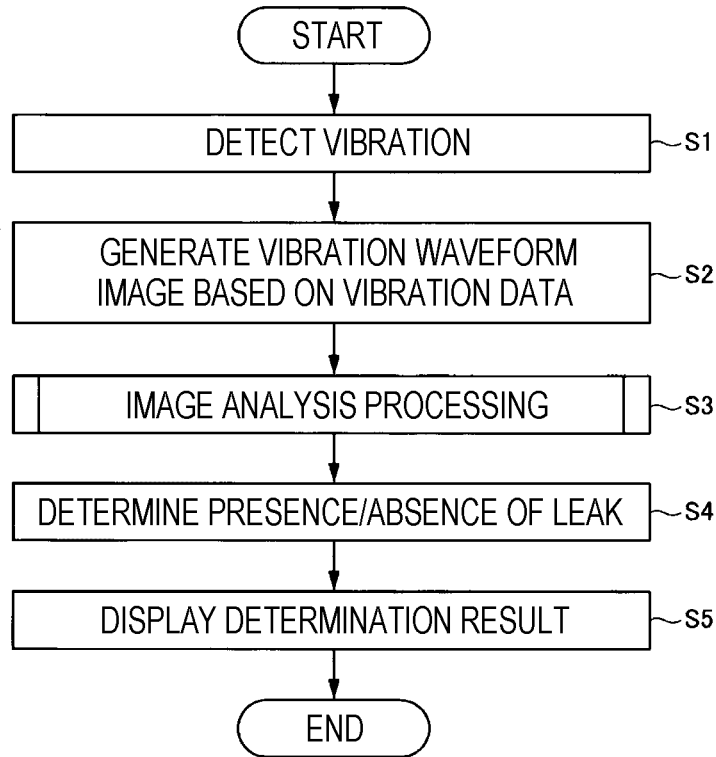 START
DETECT VIBRATION
S1
GENERATE VIBRATION WAVEFORM
IMAGE BASED ON VIBRATION DATA
S2
IMAGE ANALYSIS PROCESSING
S3
DETERMINE PRESENCE/ABSENCE OF LEAK
S4
DISPLAY DETERMINATION RESULT
S5
END